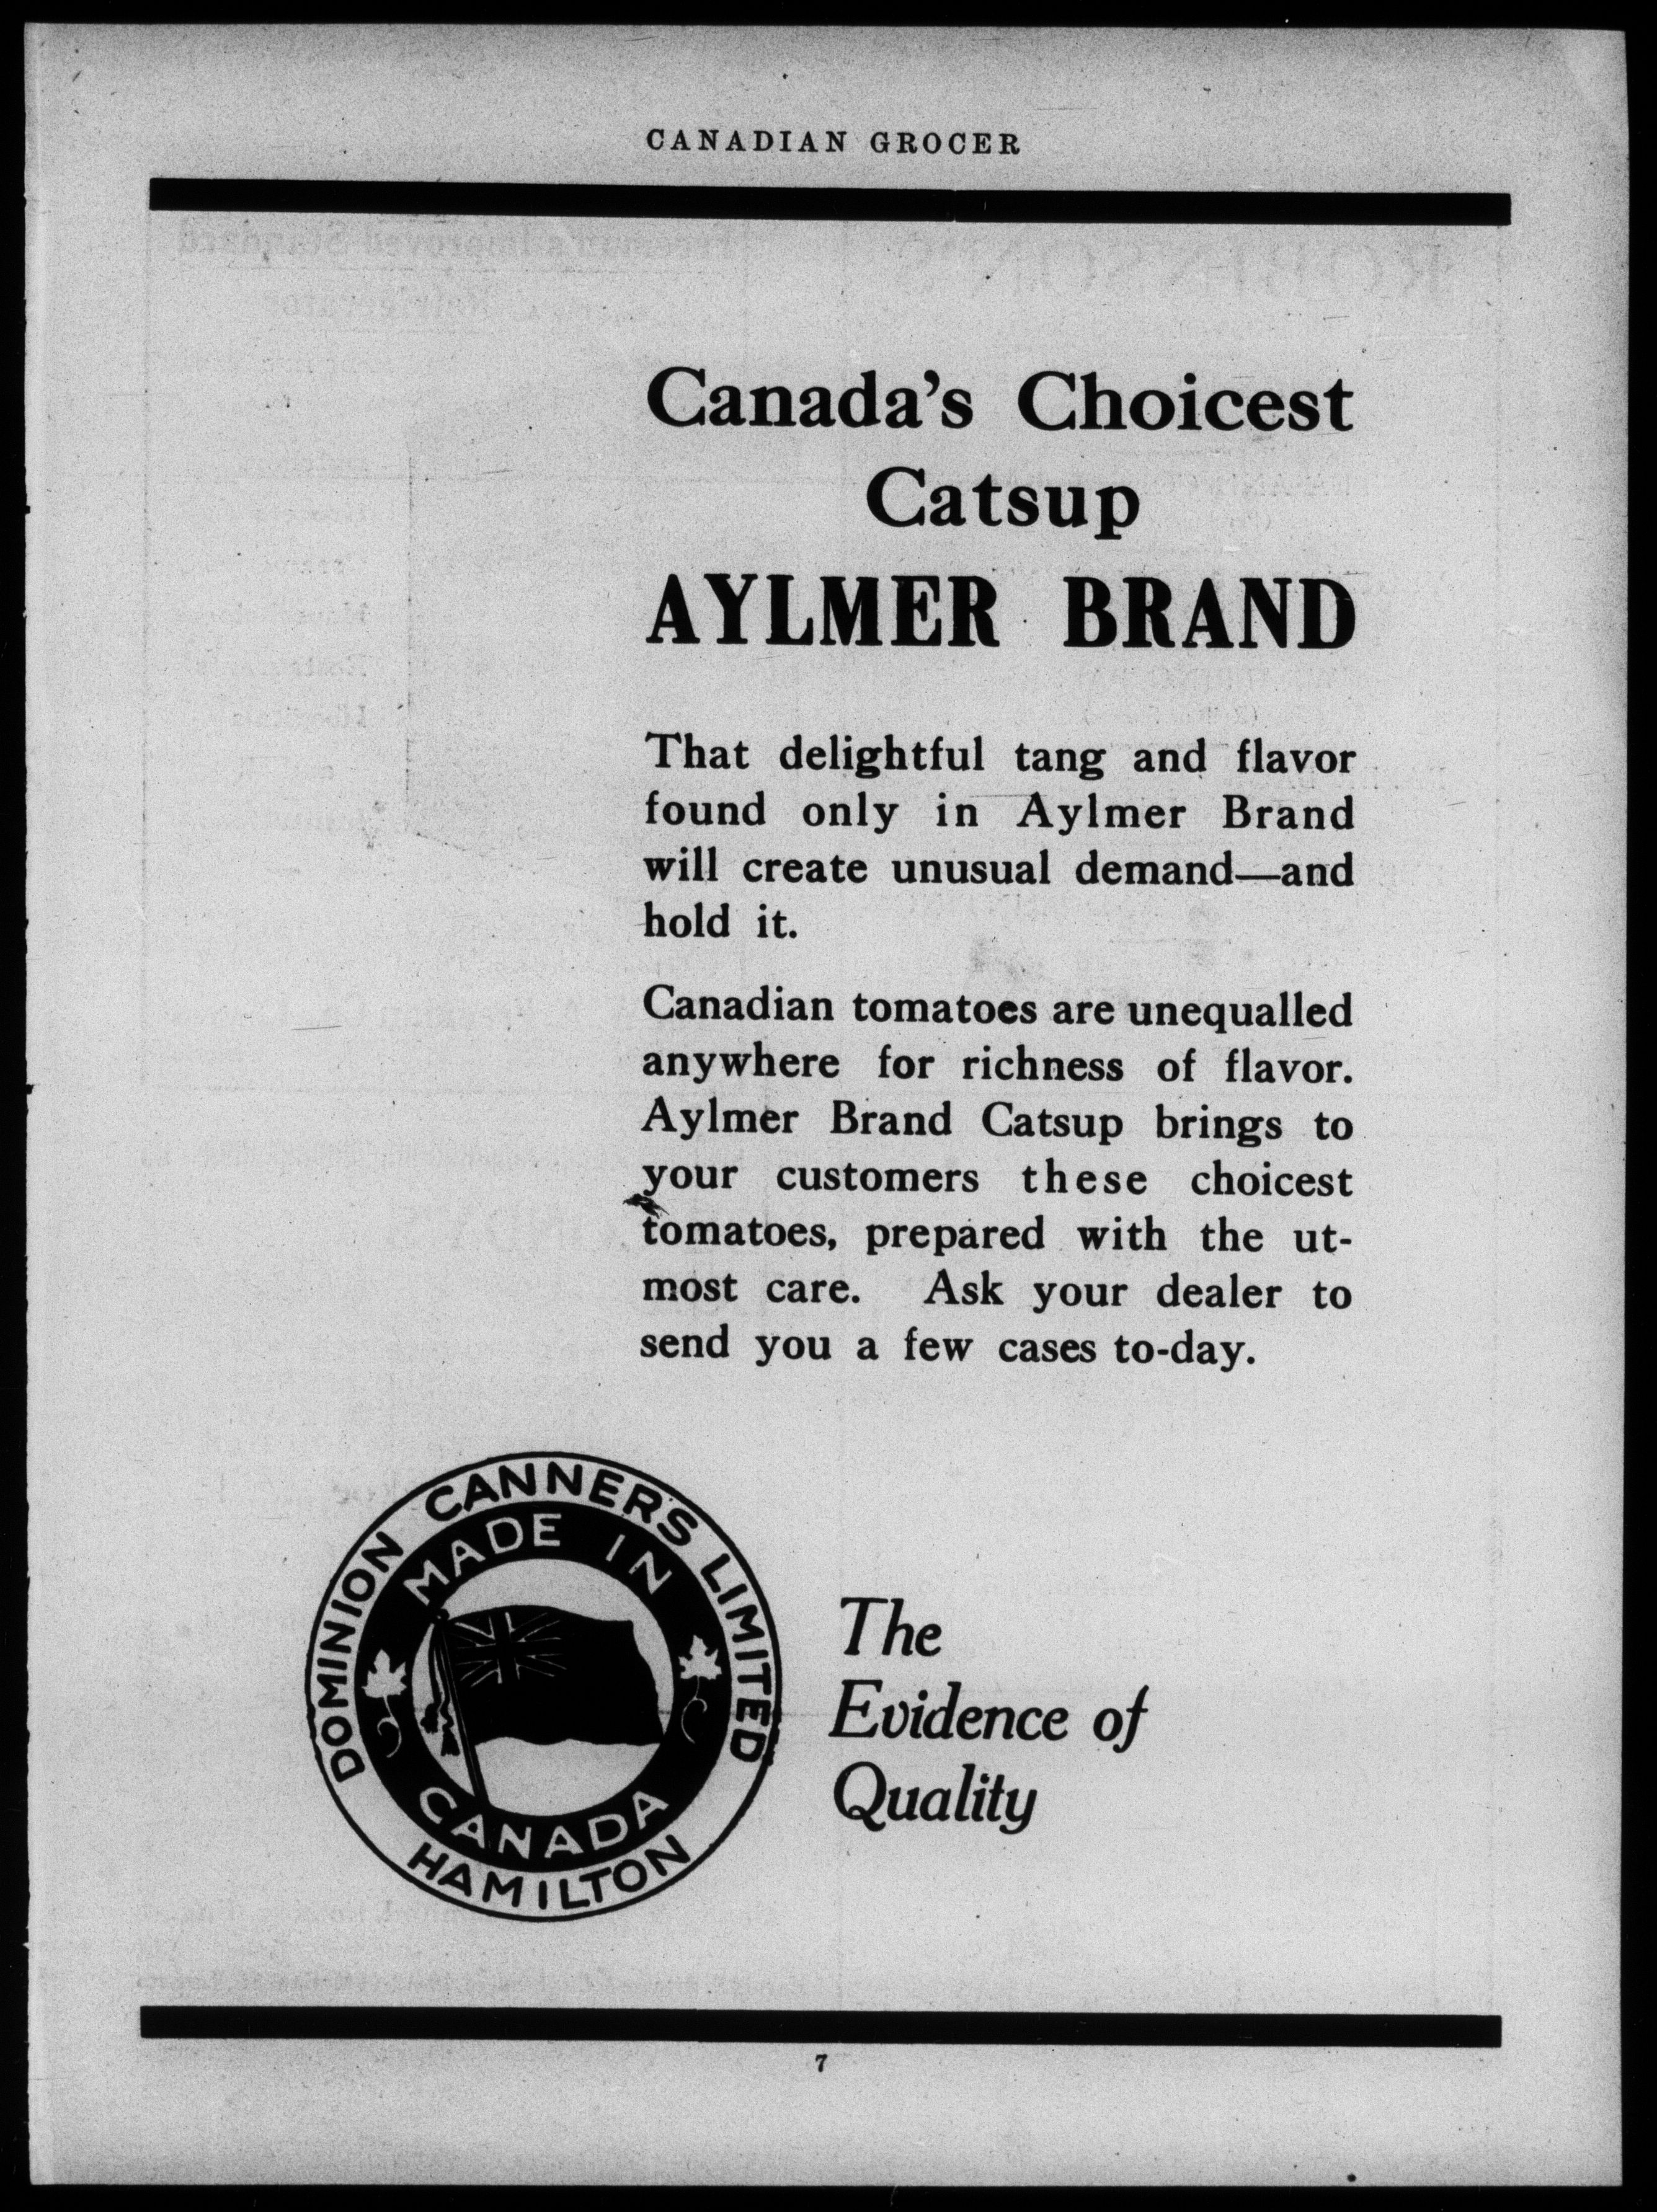 CANADIAN GROCER
Canada's Choicest
Catsup
AYLMER BRAND
That delightful tang and flavor
found only in Aylmer Brand
will create unusual demand—and
hold it.
Canadian tomatoes are unequalled
anywhere for richness of flavor.
Aylmer Brand Catsup brings to
your customers these choicest
tomatoes, prepared with the ut-
most care. Ask your dealer to
send you a few cases to-day.
DOMINION CANNERS LIMITED
MADE IN
CANADA
HAMILTON
The
Evidence of
Quality
7